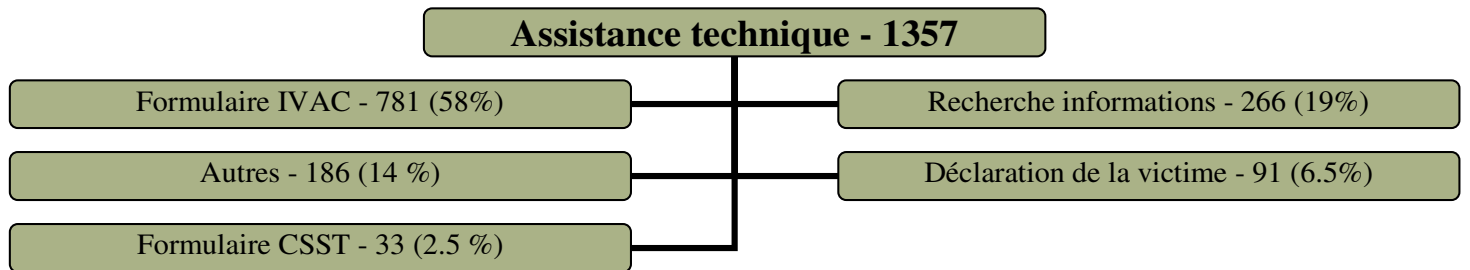 Assistance technique - 1357
Formulaire IVAC - 781 (58%)
Recherche informations - 266 (19%)
Autres - 186 (14 %)
Déclaration de la victime - 91 (6.5%)
Formulaire CSST - 33 (2.5 %)